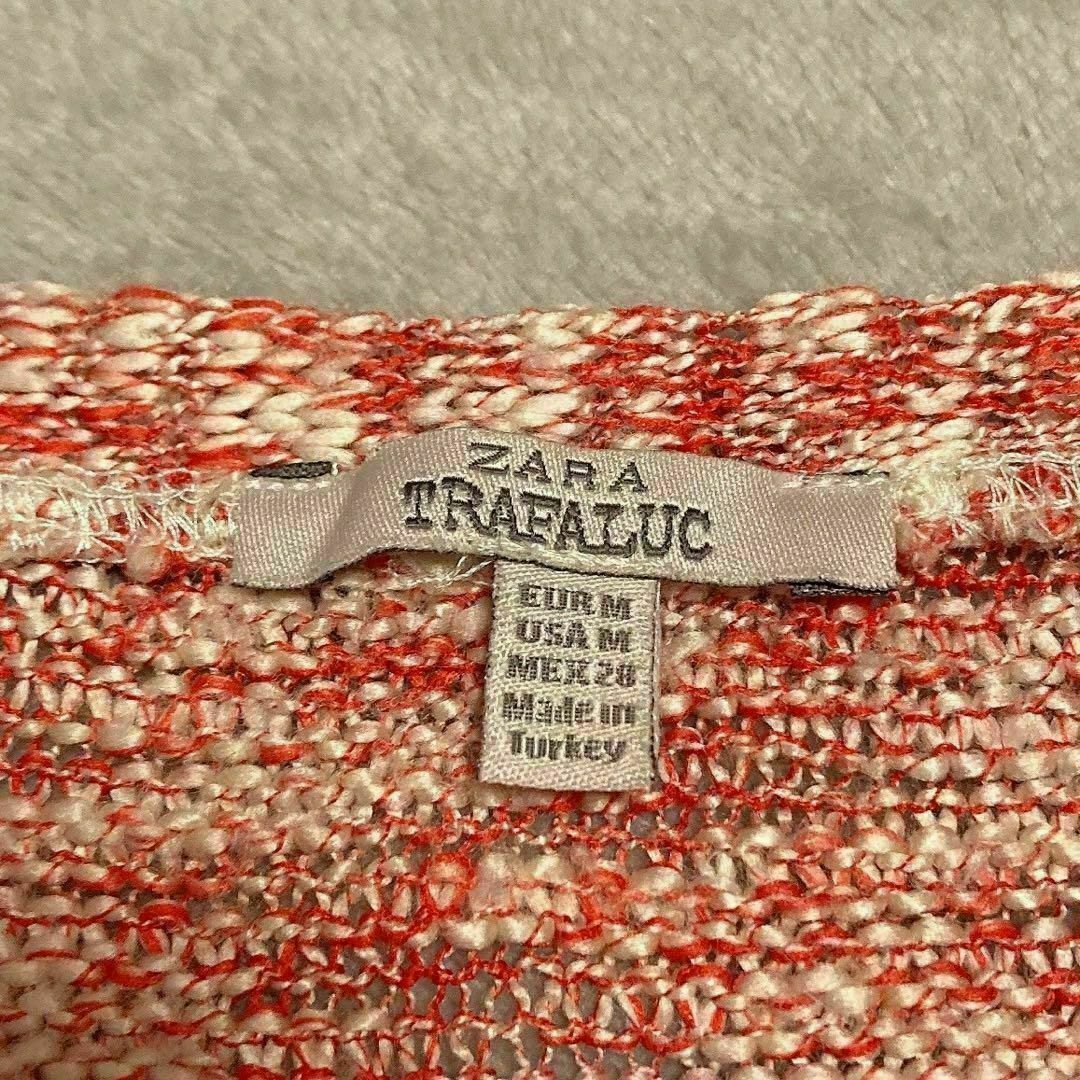 ZARA
TRAFALUC
EUR M
USA M
MEX 28
Made in
Turkey